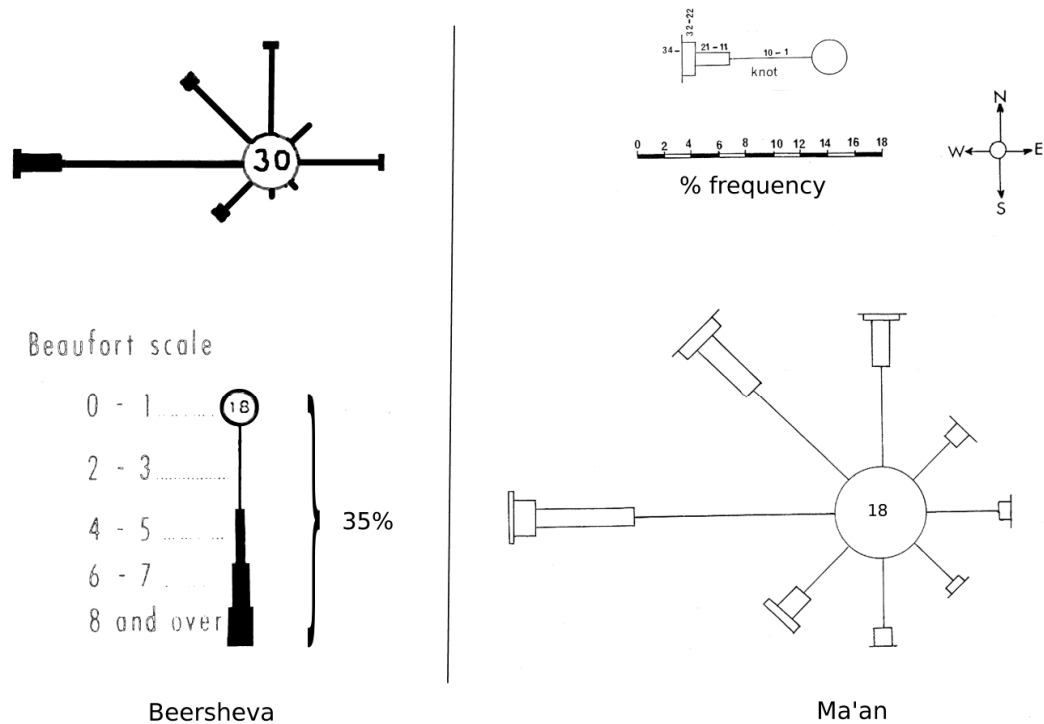 30
Beaufort scale
0 - 1
18
2 - 3
4 - 5
6 - 7
8 and over
35%
Beersheva
32-22
34-
21-11
10-1
knot
0 2 4 6 8 10 12 14 16 18
% frequency
N
W E
S
18
Ma'an